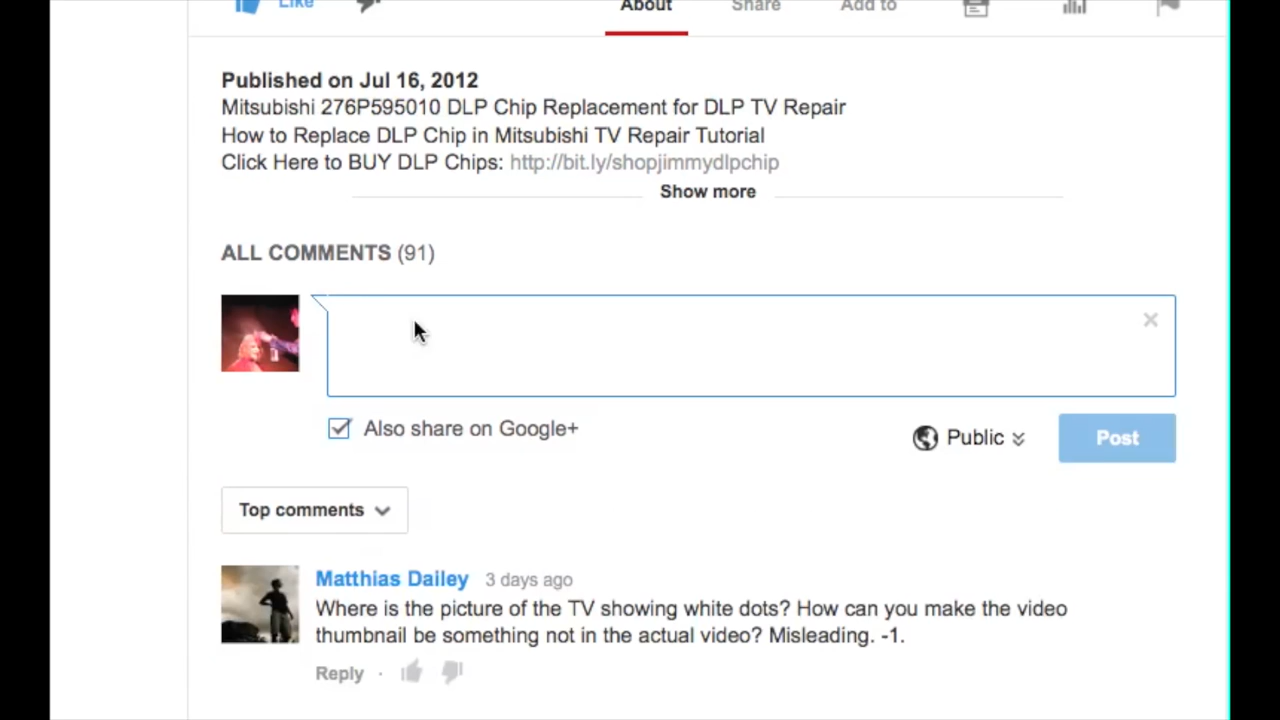 Like About Share Add to
Published on Jul 16, 2012
Mitsubishi 276P595010 DLP Chip Replacement for DLP TV Repair
How to Replace DLP Chip in Mitsubishi TV Repair Tutorial
Click Here to BUY DLP Chips: http://bit.ly/shopjimmydlpchip
Show more
ALL COMMENTS (91)
Also share on Google+
Public
Post
Top comments
Matthias Dailey 3 days ago
Where is the picture of the TV showing white dots? How can you make the video
thumbnail be something not in the actual video? Misleading. -1.
Reply ·